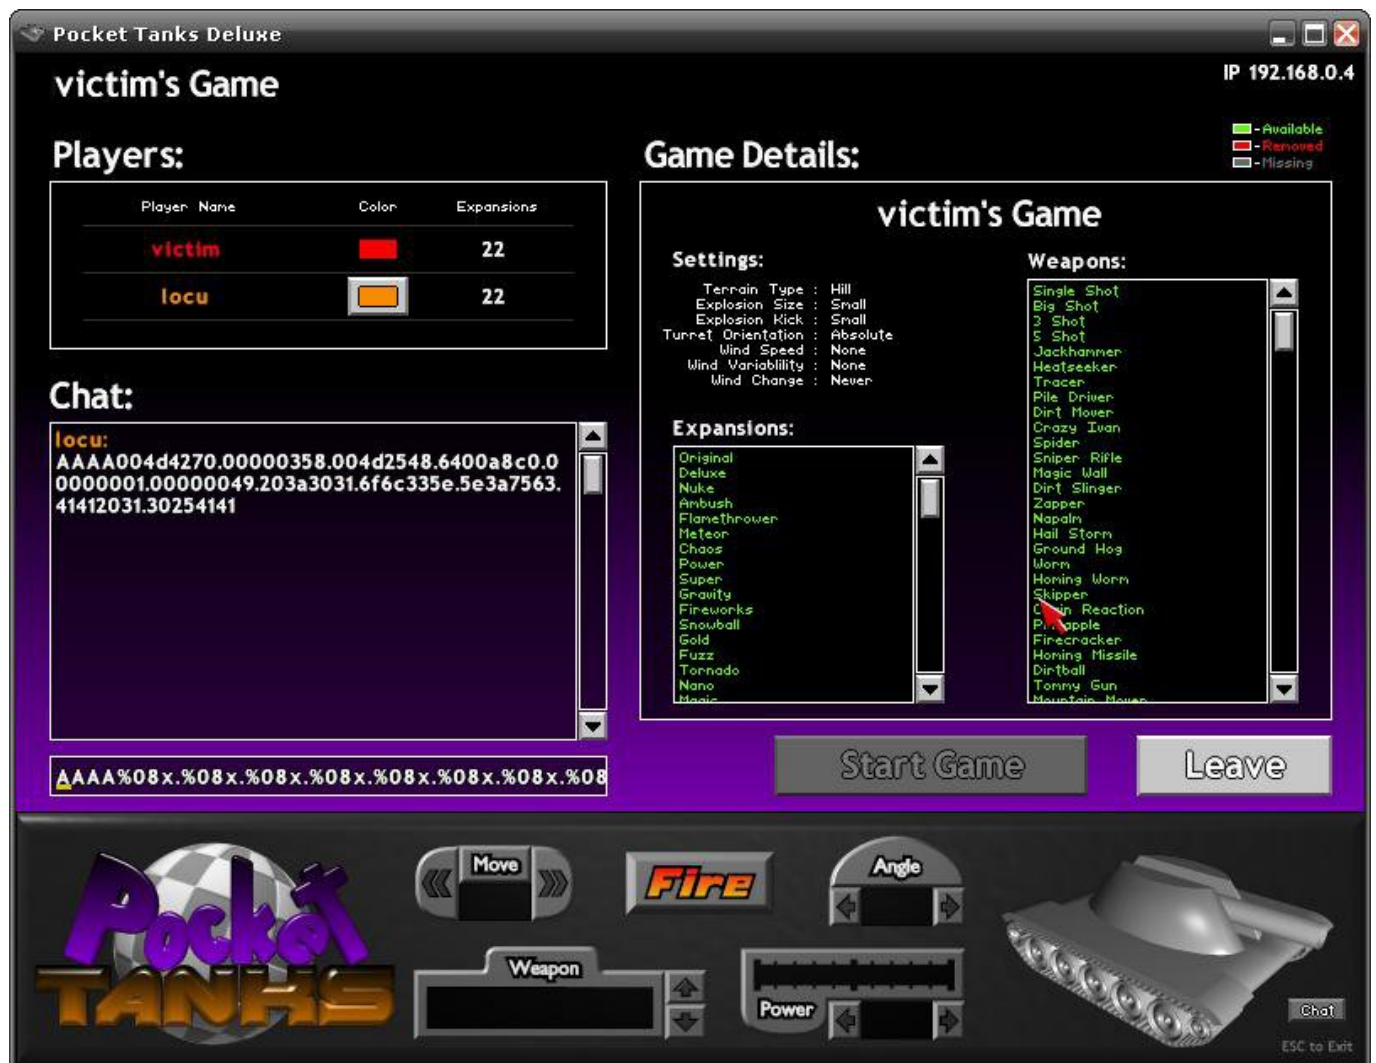 Pocket Tanks Deluxe
victim's Game
IP 192.168.0.4
-Available
-Removed
-Missing
Players:
Player Name Color Expansions
victim 22
locu 22
Chat:
locu:
AAAA004d4270.00000358.004d2548.6400a8c0.0
0000001.00000049.203a3031.6f6c335e.5e3a7563.
41412031.30254141
AAAA%08x.%08x.%08x.%08x.%08x.%08x.%08x.%08
Game Details:
victim's Game
Settings:
Terrain Type : Hill
Explosion Size : Small
Explosion Kick : Small
Turret Orientation : Absolute
Wind Speed : None
Wind Variablility : None
Wind Change : Never
Expansions:
Original
Deluxe
Nuke
Ambush
Flamethrower
Meteor
Chaos
Power
Super
Gravity
Fireworks
Snowball
Gold
Fuzz
Tornado
Nano
Magic
Weapons:
Single Shot
Big Shot
3 Shot
5 Shot
Jackhammer
Heatseeker
Tracer
Pile Driver
Dirt Mover
Crazy Ivan
Spider
Sniper Rifle
Magic Wall
Dirt Slinger
Zapper
Napalm
Hail Storm
Ground Hog
Worm
Homing Worm
Skipper
Chain Reaction
Pineapple
Firecracker
Homing Missile
Dirtball
Tommy Gun
Mountain Mover
Start Game
Leave
Pocket
TANKS
Move
Fire
Angle
Weapon
Power
Chat
ESC to Exit